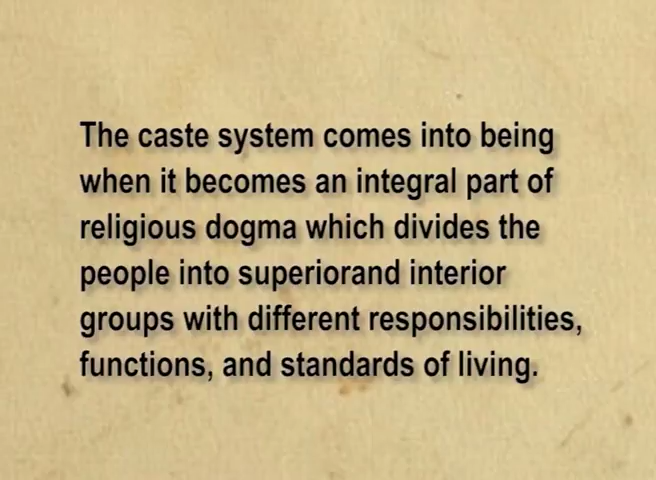 The caste system comes into being
when it becomes an integral part of
religious dogma which divides the
people into superiorand interior
groups with different responsibilities,
functions, and standards of living.